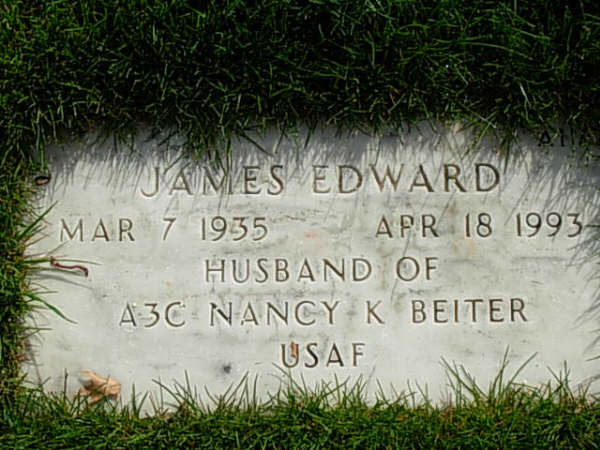 JAMES EDWARD
MAR 7 1935 APR 18 1993
HUSBAND OF
A3C NANCY K BEITER
USAF